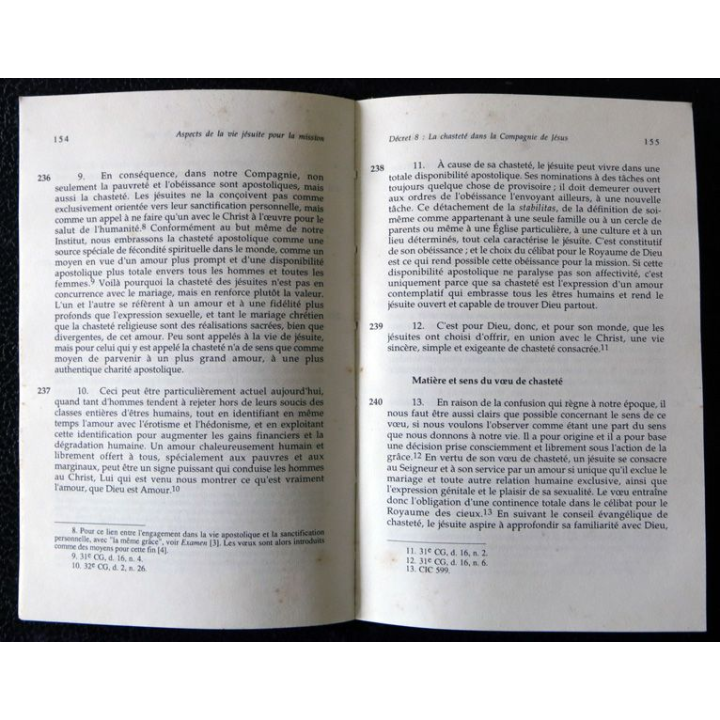 154
Aspects de la vie jésuite pour la mission
236 9. En conséquence, dans notre Compagnie, non
seulement la pauvreté et l'obéissance sont apostoliques, mais
aussi la chasteté. Les jésuites ne la conçoivent pas comme
exclusivement orientée vers leur sanctification personnelle, mais
comme un appel à ne faire qu'un avec le Christ à l'œuvre pour le
salut de l'humanité.8 Conformément au but même de notre
Institut, nous embrassons la chasteté apostolique comme une
source spéciale de fécondité spirituelle dans le monde, comme un
moyen en vue d'un amour plus prompt et d'une disponibilité
apostolique plus totale envers tous les hommes et toutes les
femmes.9 Voilà pourquoi la chasteté des jésuites n'est pas en
concurrence avec le mariage, mais en renforce plutôt la valeur.
L'un et l'autre se réfèrent à un amour et à une fidélité plus
profonds que l'expression sexuelle, et tant le mariage chrétien
que la chasteté religieuse sont des réalisations sacrées, bien que
divergentes, de cet amour. Peu sont appelés à la vie de jésuite,
mais pour celui qui y est appelé la chasteté n'a de sens que comme
moyen de parvenir à un plus grand amour, à une plus
authentique charité apostolique.
237 10. Ceci peut être particulièrement actuel aujourd'hui,
quand tant d'hommes tendent à rejeter hors de leurs soucis des
classes entières d'êtres humains, tout en identifiant en même
temps l'amour avec l'érotisme et l'hédonisme, et en exploitant
cette identification pour augmenter les gains financiers et la
dégradation humaine. Un amour chaleureusement humain et
librement offert à tous, spécialement aux pauvres et aux
marginaux, peut être un signe puissant qui conduise les hommes
au Christ, Lui qui est venu nous montrer ce qu'est vraiment
l'amour, que Dieu est Amour.10
8. Pour ce lien entre l'engagement dans la vie apostolique et la sanctification
personnelle, avec "la même grâce", voir Examen [3]. Les vœux sont alors introduits
comme des moyens pour cette fin [4].
9. 31e CG, d. 16, n. 4.
10. 32e CG, d. 2, n. 26.
Décret 8 : La chasteté dans la Compagnie de Jésus
155
238 11. À cause de sa chasteté, le jésuite peut vivre dans une
totale disponibilité apostolique. Ses nominations à des tâches ont
toujours quelque chose de provisoire ; il doit demeurer ouvert
aux ordres de l'obéissance l'envoyant ailleurs, à une nouvelle
tâche. Ce détachement de la stabilitas, de la définition de soi-
même comme appartenant à une seule famille ou à un cercle de
parents ou même à une Église particulière, à une culture et à un
lieu déterminés, tout cela caractérise le jésuite. C'est constitutif
de son obéissance ; et le célibat pour le Royaume de Dieu
est ce qui rend possible cette obéissance pour la mission. Si cette
disponibilité apostolique ne paralyse pas son affectivité, c'est
uniquement parce que sa chasteté est l'expression d'un amour
contemplatif qui embrasse tous les êtres humains et rend le
jésuite ouvert et capable de trouver Dieu partout.
239 12. C'est pour Dieu, donc, et pour son monde, que les
jésuites ont choisi d'offrir, en union avec le Christ, une vie
sincère, simple et exigeante de chasteté consacrée.11
Matière et sens du vœu de chasteté
240 13. En raison de la confusion qui règne à notre époque, il
nous faut être aussi clairs que possible concernant le sens de ce
vœu, si nous voulons l'observer comme étant une part du sens
que nous donnons à notre vie. Il a pour origine et il a pour base
une décision prise consciemment et librement sous l'action de la
grâce.12 En vertu de son vœu de chasteté, un jésuite se consacre
au Seigneur et à son service par un amour si unique qu'il exclue le
mariage et toute autre relation humaine exclusive, ainsi que
l'expression génitale et le plaisir de sa sexualité. Le vœu entraîne
donc l'obligation d'une continence totale dans le célibat pour le
Royaume des cieux.13 En suivant le conseil évangélique de
chasteté, le jésuite aspire à approfondir sa familiarité avec Dieu,
11. 31e CG, d. 16, n. 2.
12. 31e CG, d. 16, n. 6.
13. CIC 599.